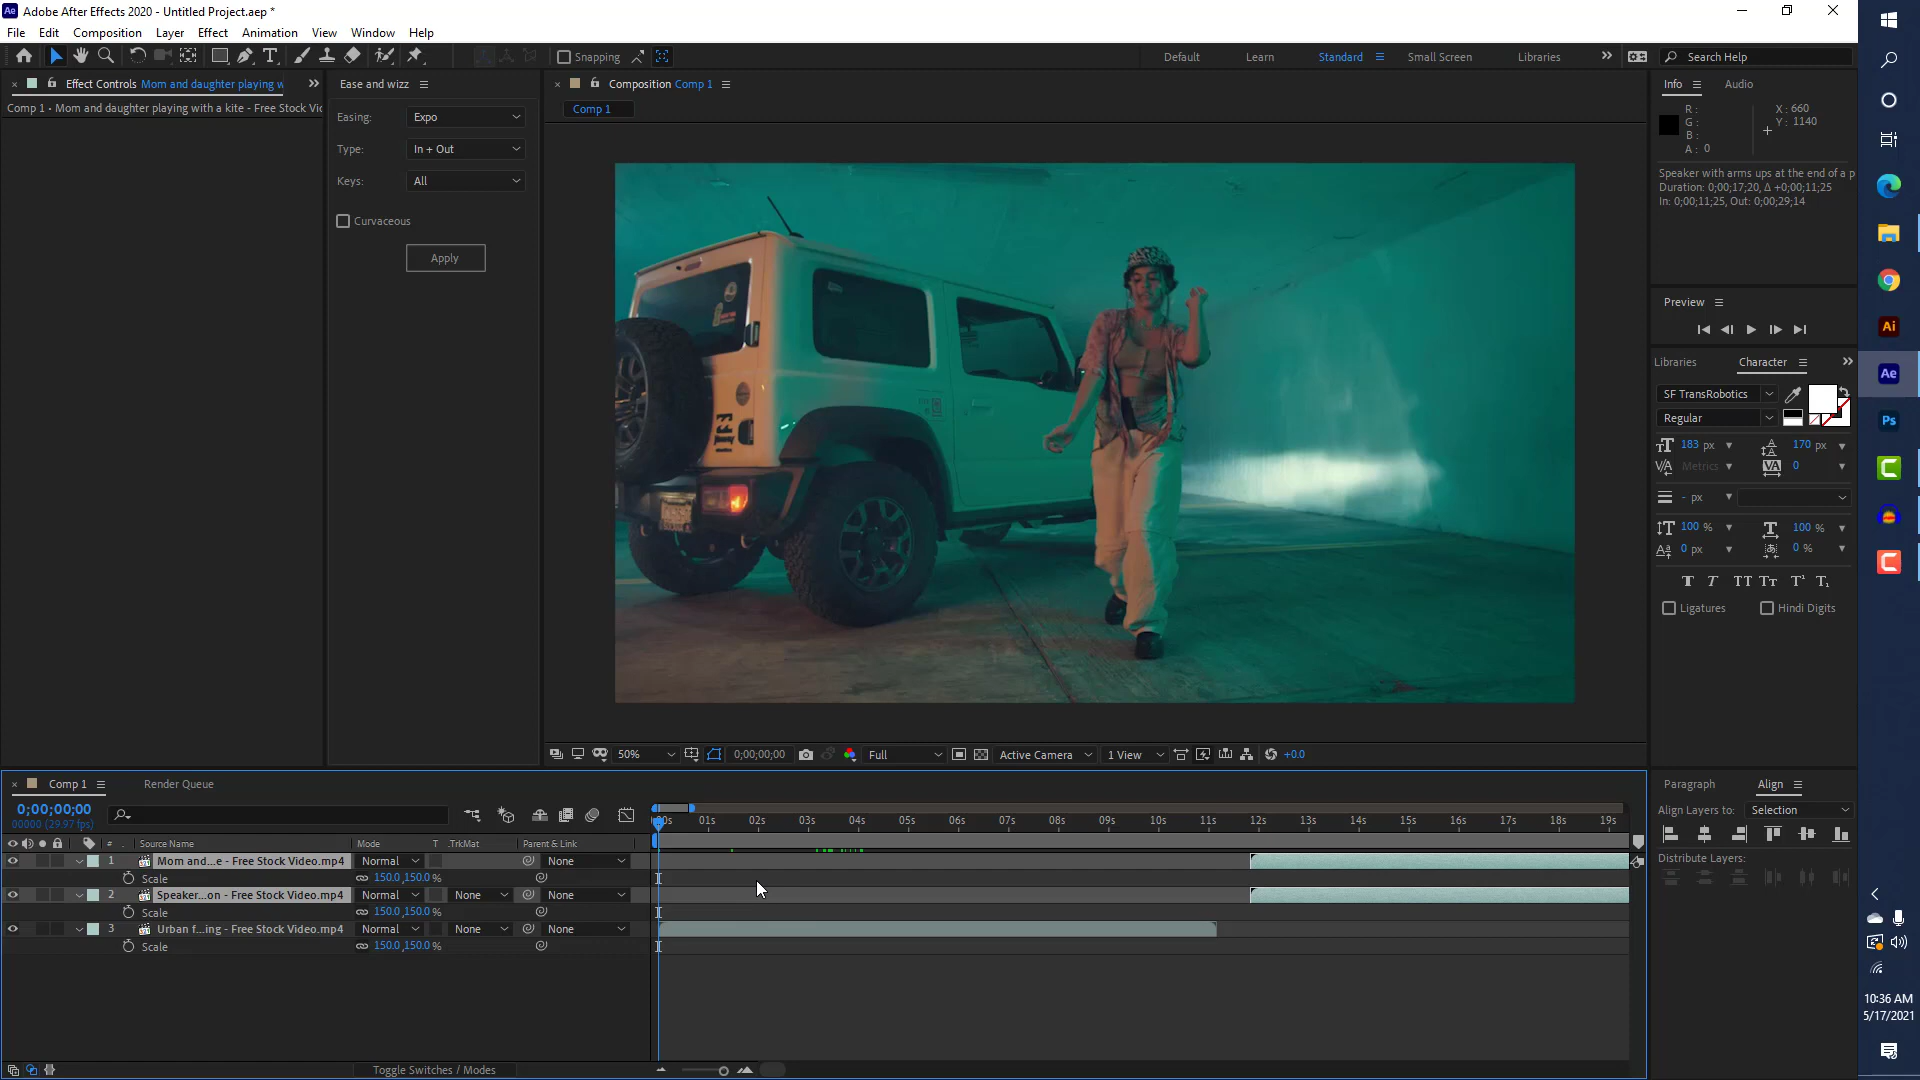 Adobe After Effects 2020 - Untitled Project.aep *
File Edit Composition Layer Effect Animation View Window Help
Snapping
Default Learn Standard Small Screen Libraries
Search Help
Effect Controls Mom and daughter playing w
Comp 1 • Mom and daughter playing with a kite - Free Stock Vic
Ease and wizz
Easing: Expo
Type: In + Out
Keys: All
Curvaceous
Apply
Composition Comp 1
Comp 1
50% 0;00;00;00 Full Active Camera 1 View +0.0
Info Audio
R : X : 660
G : Y : 1140
B :
A : 0
Speaker with arms ups at the end of a p
Duration: 0;00;17;20, Δ +0;00;11;25
In: 0;00;11;25, Out: 0;00;29;14
Preview
Libraries Character
SF TransRobotics
Regular
183 px 170 px
Metrics 0
- px
100 % 100 %
0 px 0 %
Ligatures Hindi Digits
Paragraph Align
Align Layers to: Selection
Distribute Layers:
Comp 1 Render Queue
0;00;00;00
00000 (29.97 fps)
# Source Name Mode T .TrkMat Parent & Link
:00s 01s 02s 03s 04s 05s 06s 07s 08s 09s 10s 11s 12s 13s 14s 15s 16s 17s 18s 19s
1 Mom and...e - Free Stock Video.mp4 Normal None
Scale 150.0,150.0 %
2 Speaker...on - Free Stock Video.mp4 Normal None None
Scale 150.0,150.0 %
3 Urban f...ing - Free Stock Video.mp4 Normal None None
Scale 150.0,150.0 %
Toggle Switches / Modes
10:36 AM
5/17/2021